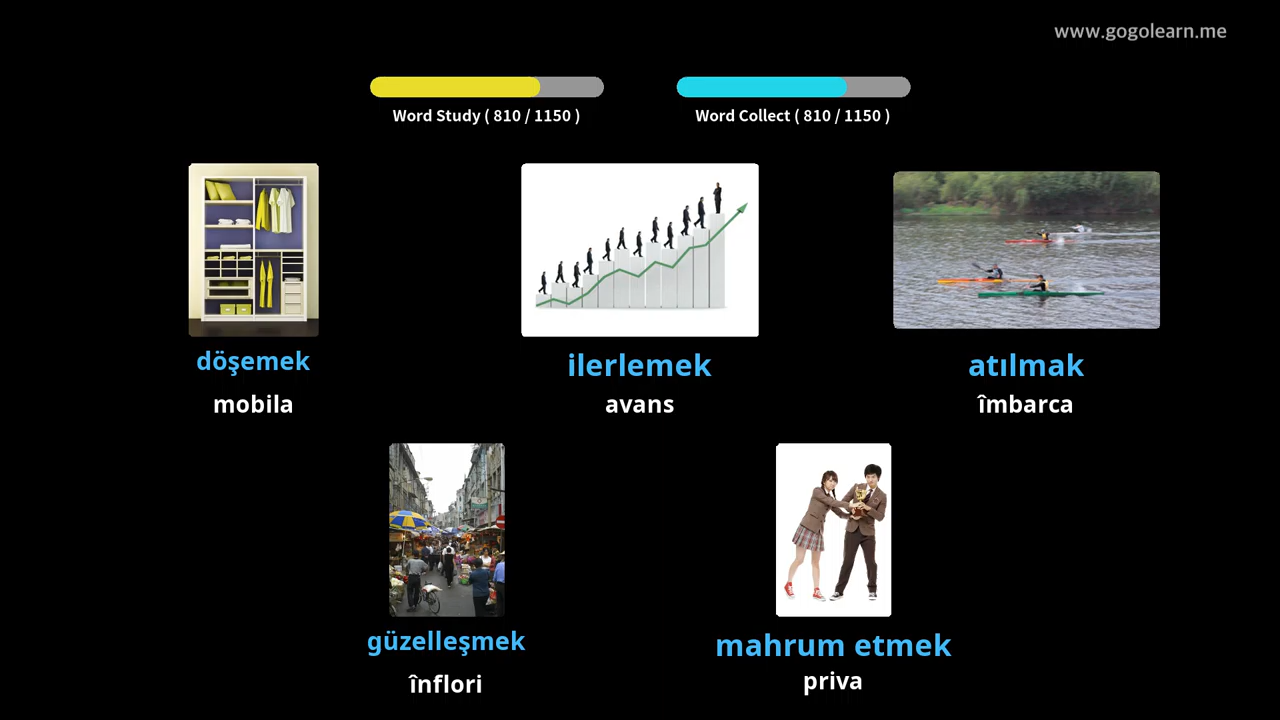 www.gogolearn.me
Word Study ( 810 / 1150 )
Word Collect ( 810 / 1150 )
döşemek
mobila
ilerlemek
avans
atılmak
îmbarca
güzelleşmek
înflori
mahrum etmek
priva